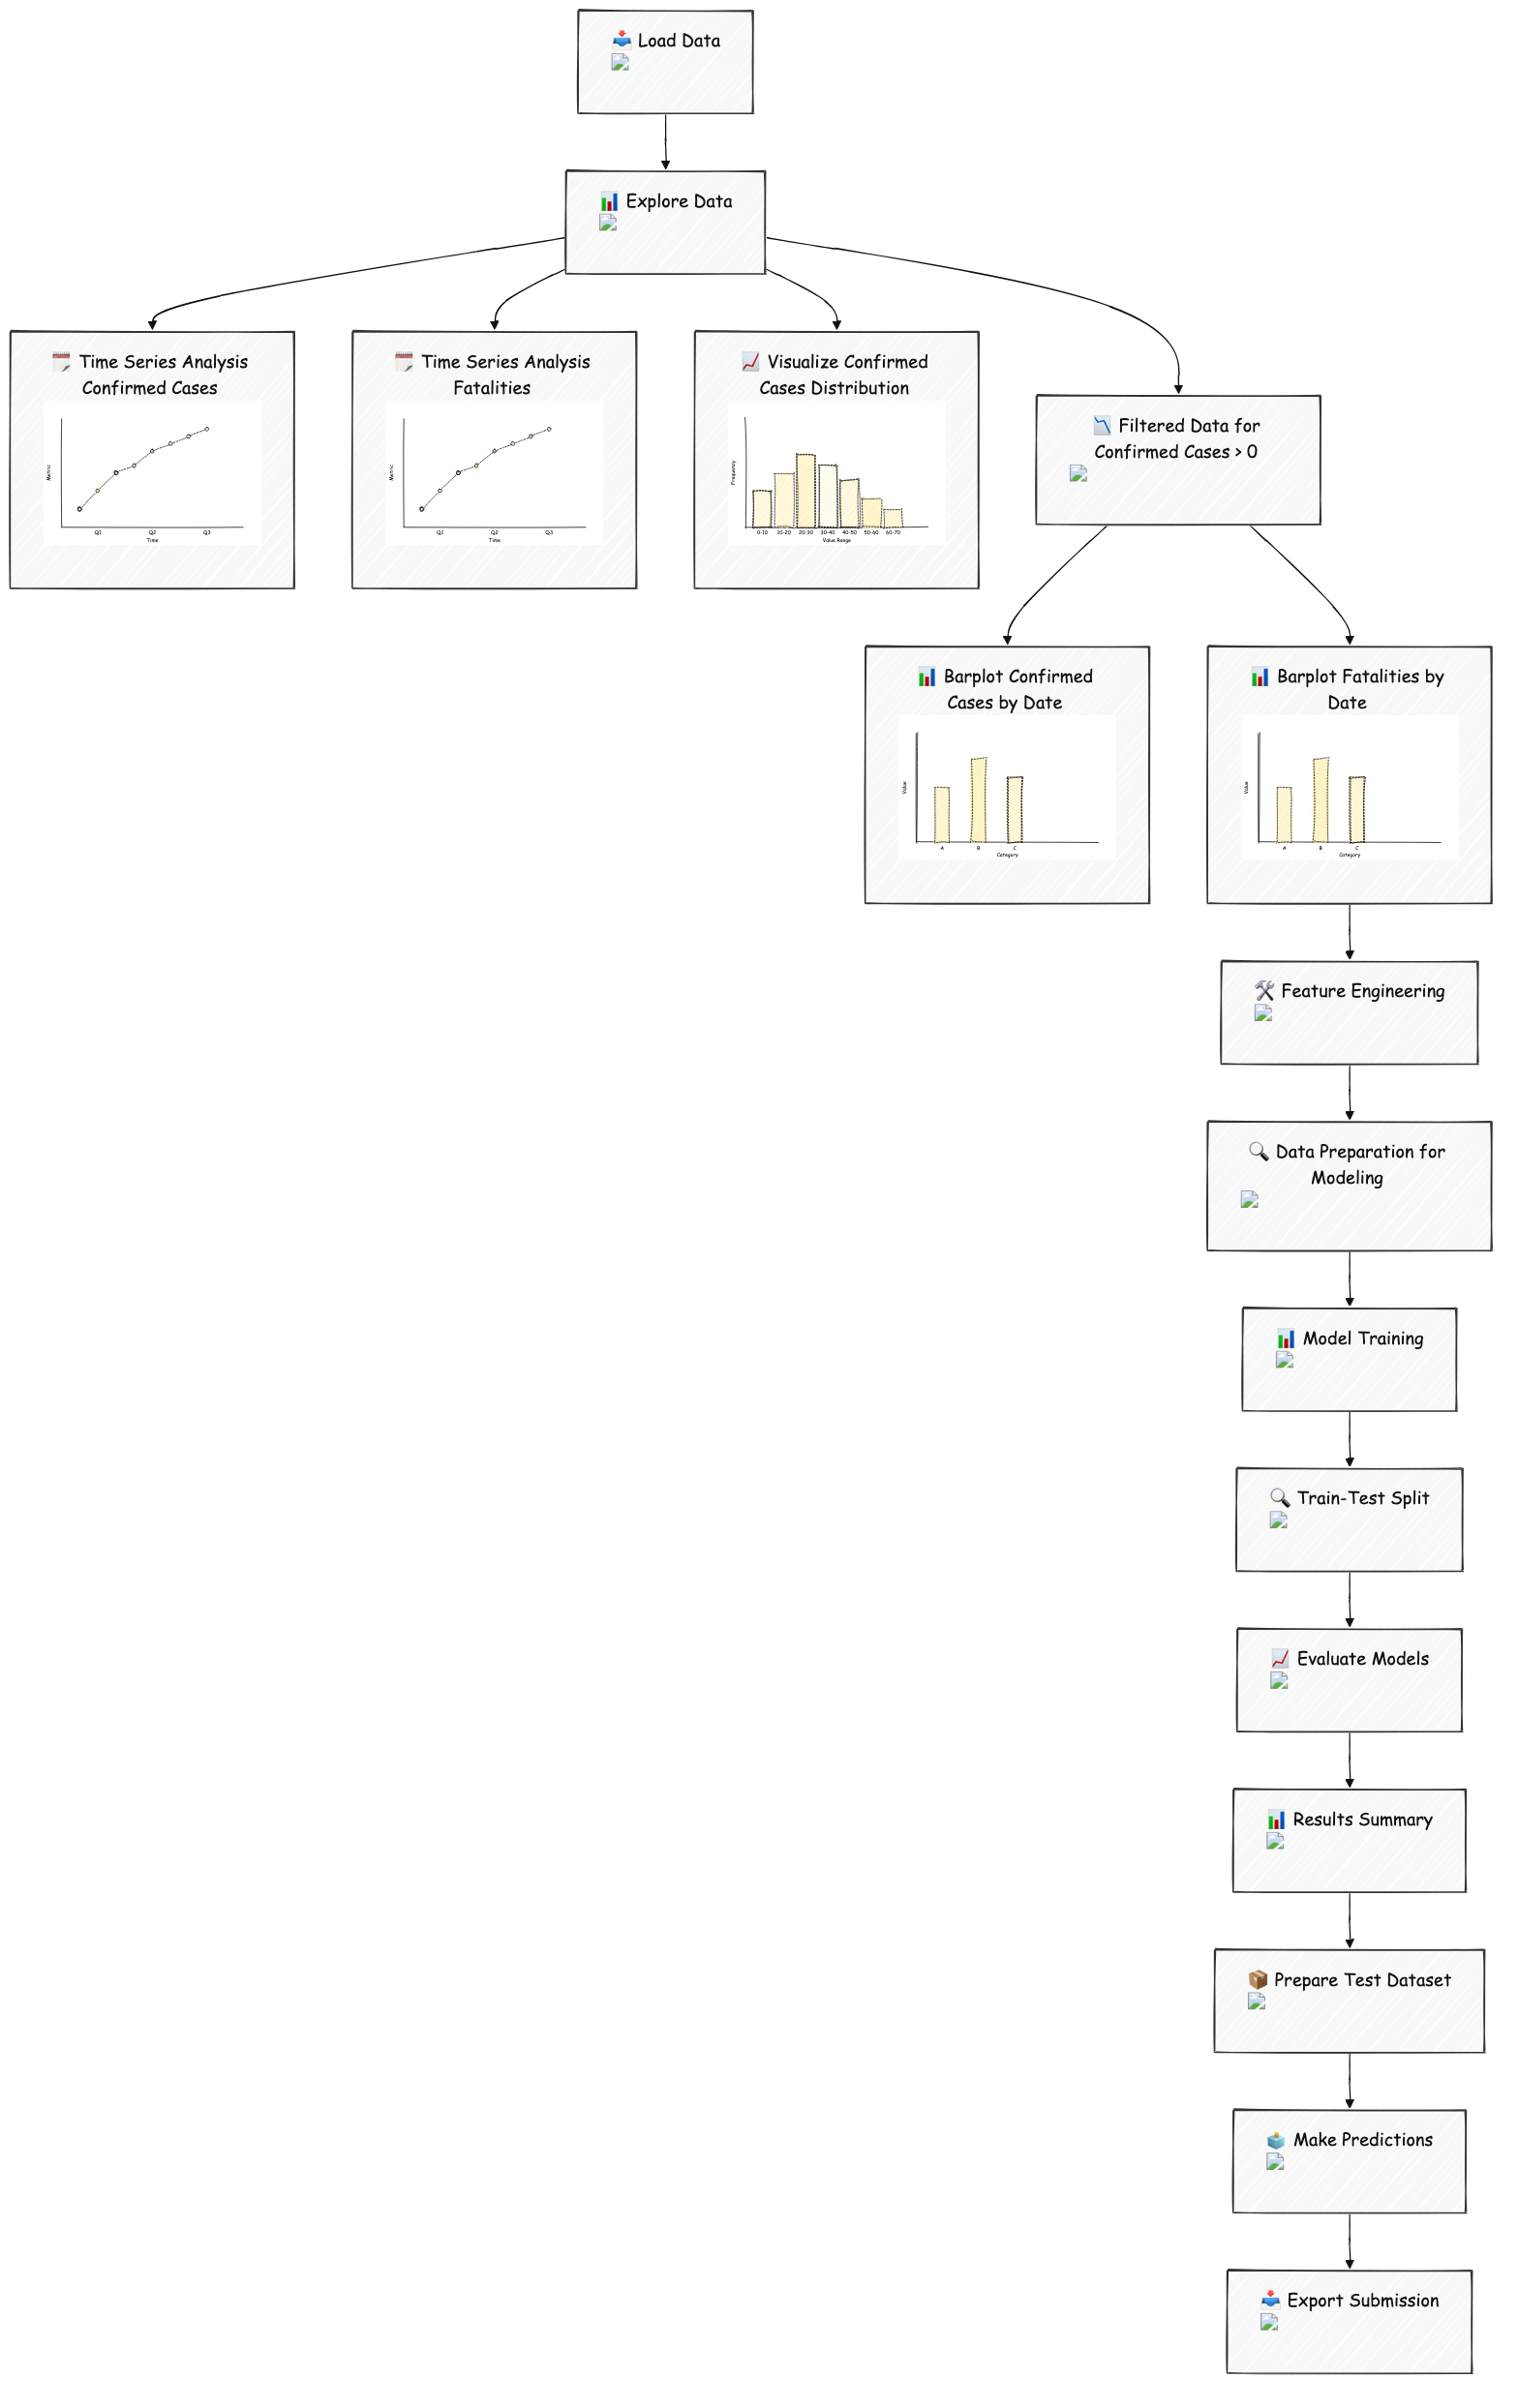 📥 Load Data
📊 Explore Data
🗒️ Time Series Analysis
Confirmed Cases
Metric
Q1 Q2 Q3
Time
🗒️ Time Series Analysis
Fatalities
Metric
Q1 Q2 Q3
Time
📈 Visualize Confirmed
Cases Distribution
Frequency
0-10 10-20 20-30 30-40 40-50 50-60 60-70
Value Range
📉 Filtered Data for
Confirmed Cases > 0
📊 Barplot Confirmed
Cases by Date
Value
A B C
Category
📊 Barplot Fatalities by
Date
Value
A B C
Category
🛠️ Feature Engineering
🔍 Data Preparation for
Modeling
📊 Model Training
🔍 Train-Test Split
📈 Evaluate Models
📊 Results Summary
📦 Prepare Test Dataset
🗳️ Make Predictions
📥 Export Submission